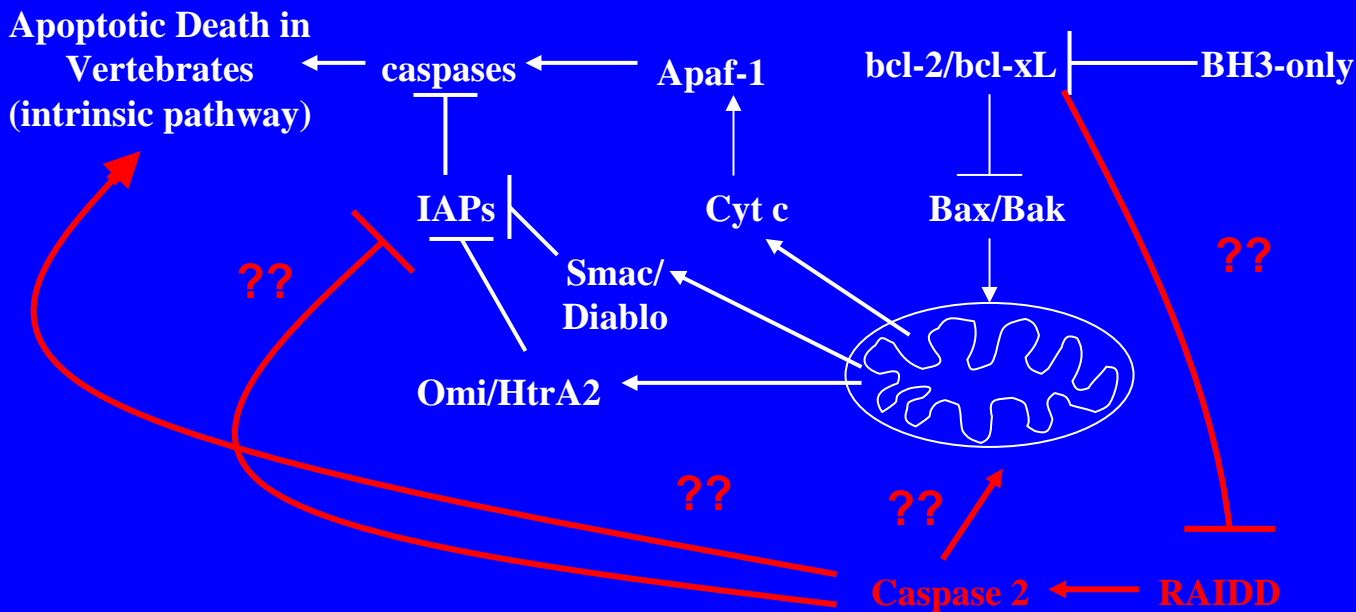 Apoptotic Death in
Vertebrates
(intrinsic pathway)
caspases
Apaf-1
bcl-2/bcl-xL
BH3-only
IAPs
Cyt c
Bax/Bak
??
??
Smac/
Diablo
Omi/HtrA2
??
??
Caspase 2
RAIDD